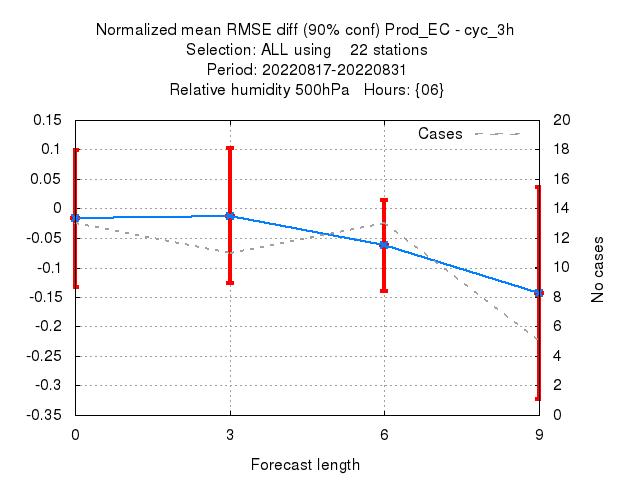 Normalized mean RMSE diff (90% conf) Prod_EC - cyc_3h
Selection: ALL using    22 stations
Period: 20220817-20220831
Relative humidity 500hPa   Hours: {06}
Cases
0.15
0.1
0.05
0
-0.05
-0.1
-0.15
-0.2
-0.25
-0.3
-0.35
20
18
16
14
12
10
8
6
4
2
0
No cases
0 3 6 9
Forecast length